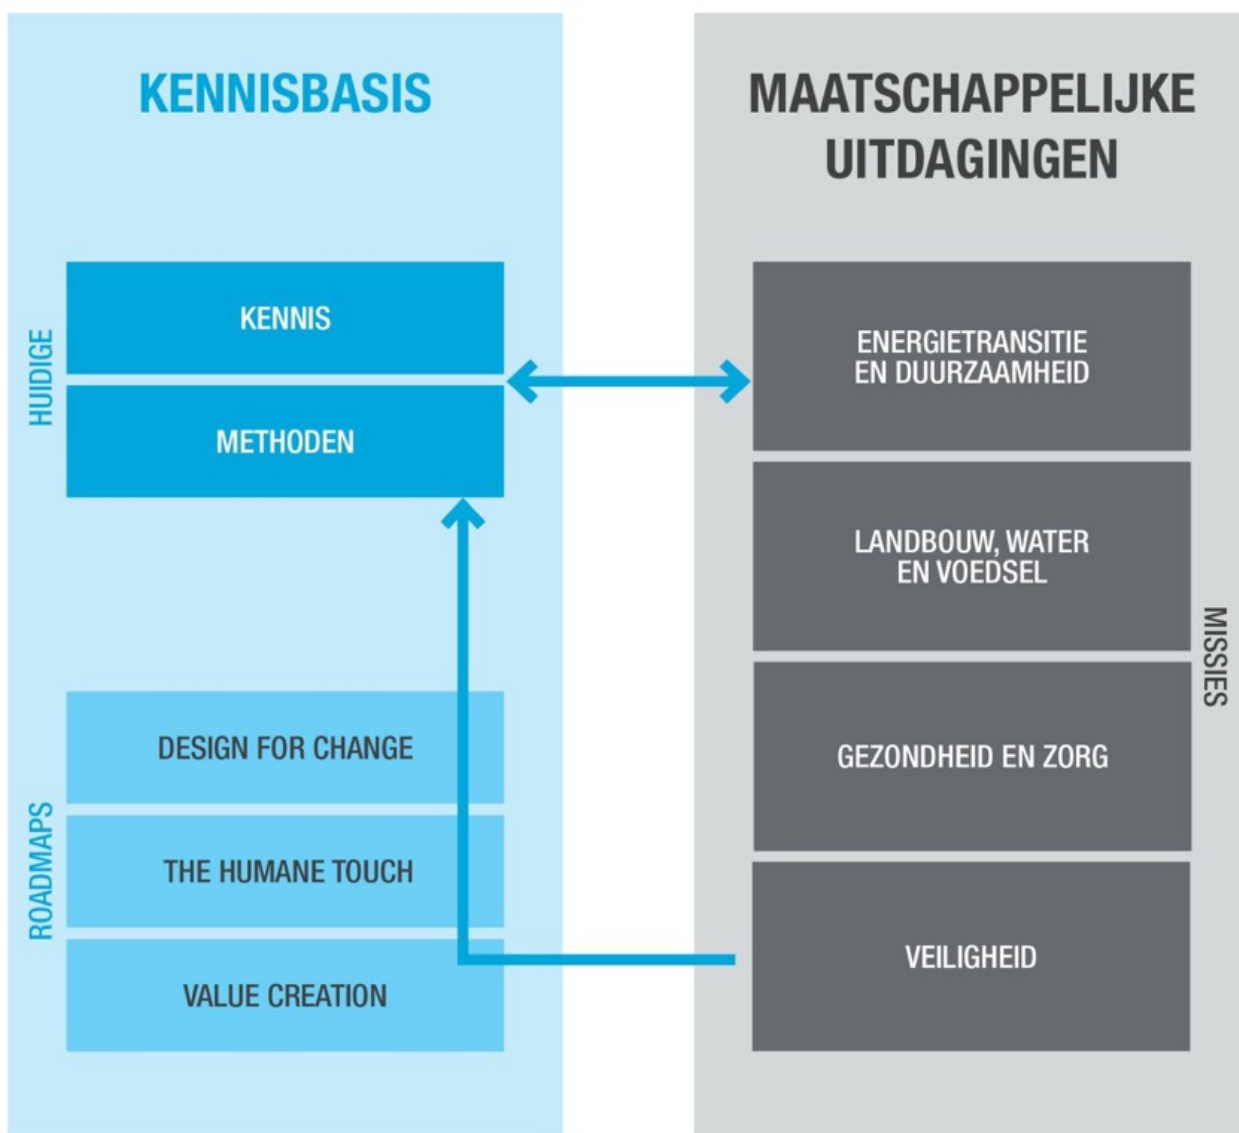 KENNISBASIS
HUIDIGE
KENNIS
METHODEN
ROADMAPS
DESIGN FOR CHANGE
THE HUMANE TOUCH
VALUE CREATION
MAATSCHAPPELIJKE
UITDAGINGEN
ENERGIETRANSITIE
EN DUURZAAMHEID
LANDBOUW, WATER
EN VOEDSEL
GEZONDHEID EN ZORG
VEILIGHEID
MISSIES